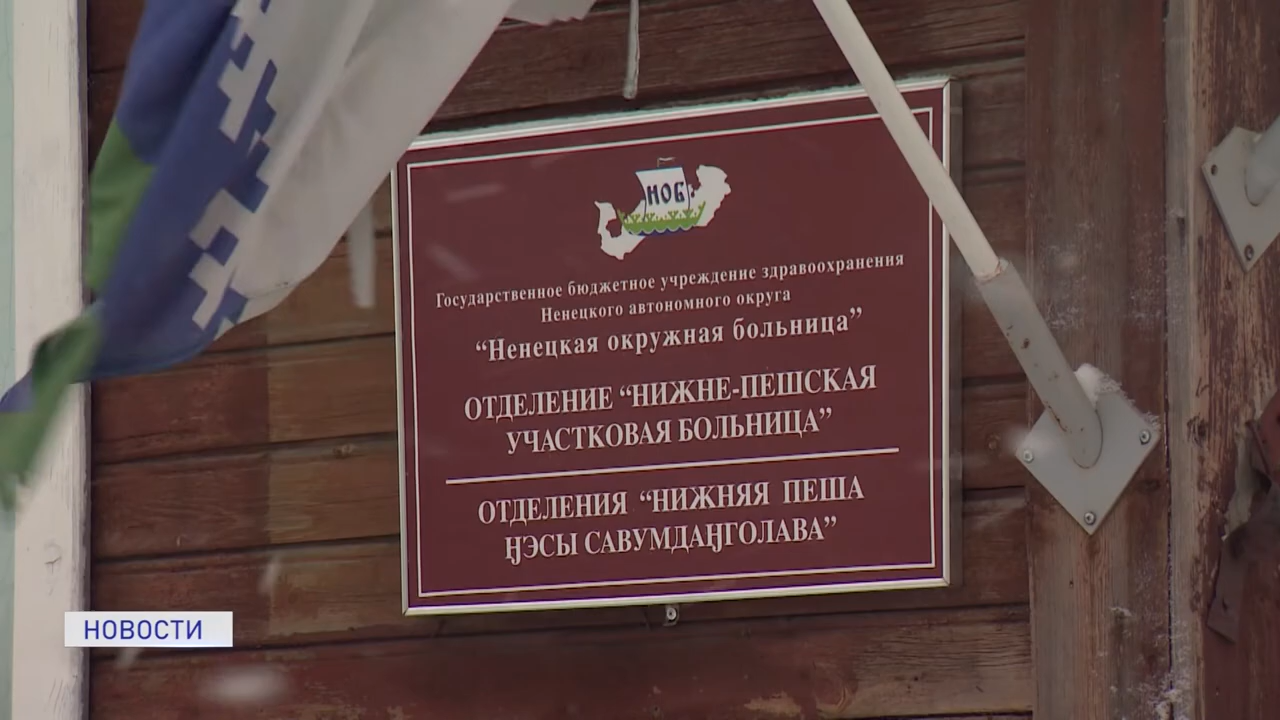 НОБ
Государственное бюджетное учреждение здравоохранения
Ненецкого автономного округа
“Ненецкая окружная больница”
ОТДЕЛЕНИЕ “НИЖНЕ-ПЕШСКАЯ
УЧАСТКОВАЯ БОЛЬНИЦА”
ОТДЕЛЕНИЯ “НИЖНЯЯ ПЕША
ӇЭСЫ САВУМДАӇГОЛАВА”
НОВОСТИ